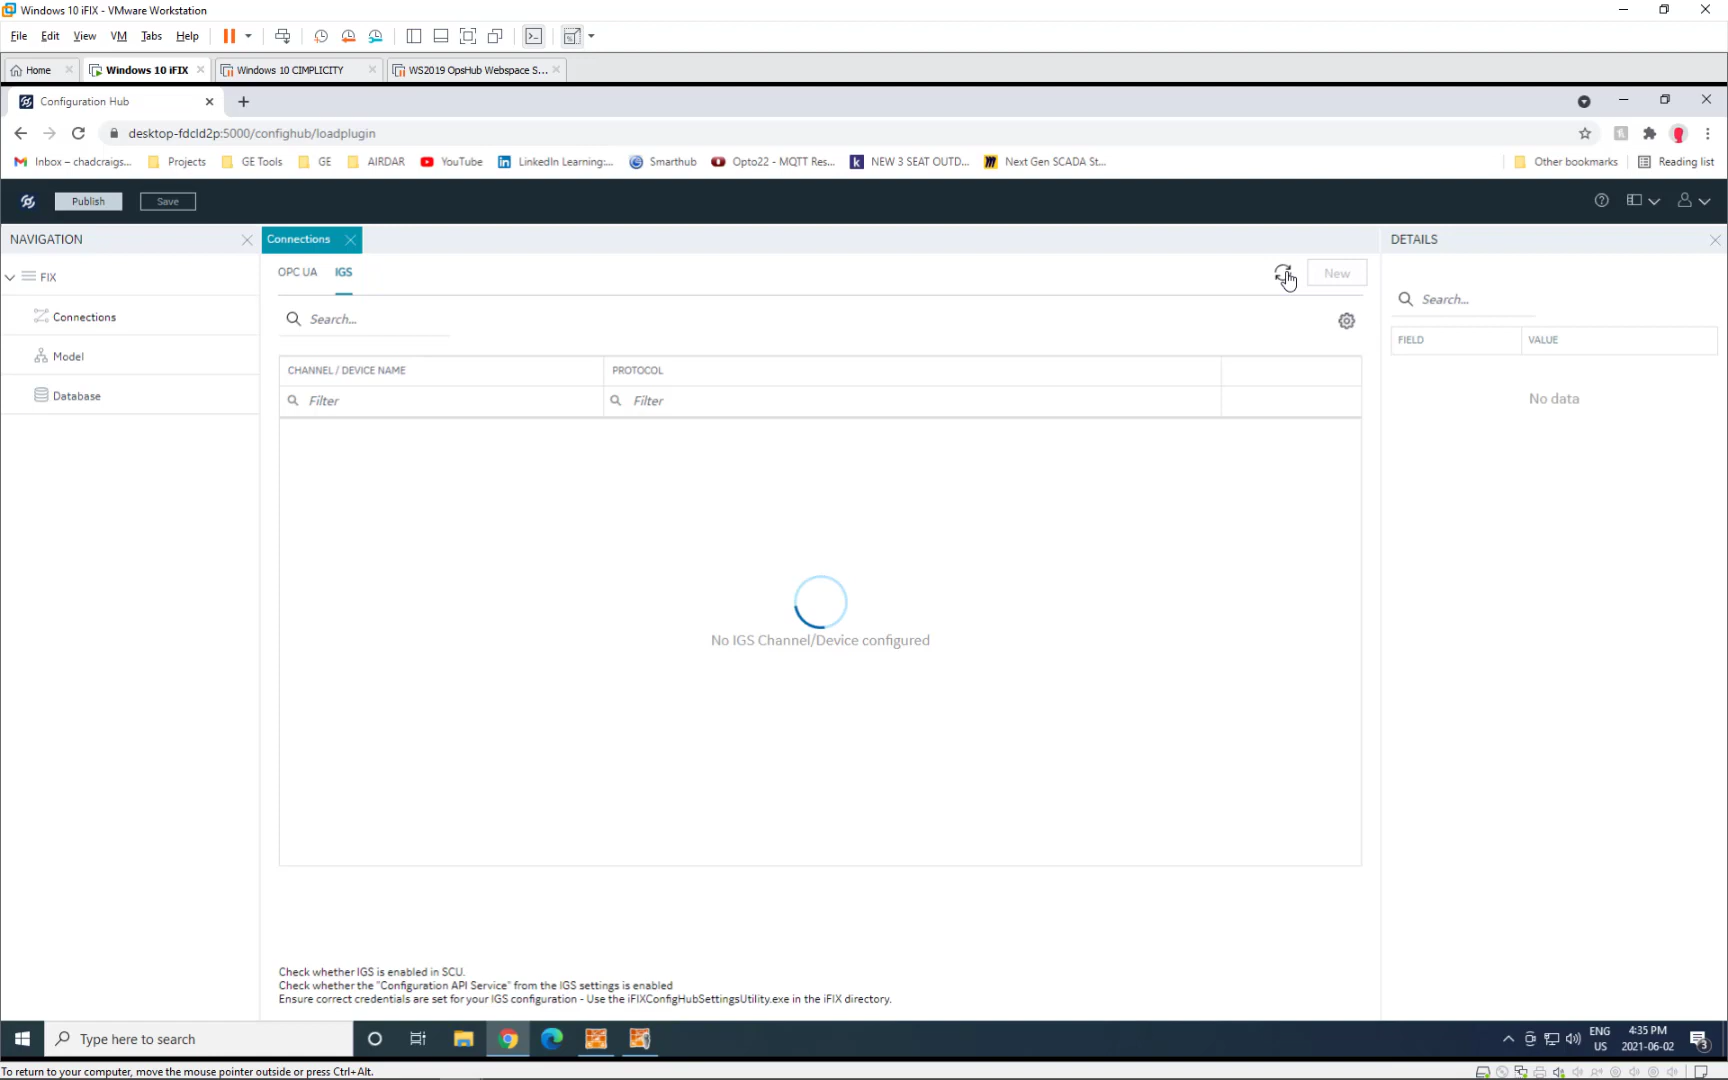 Windows 10 iFIX - VMware Workstation
File Edit View VM Tabs Help
Home Windows 10 iFIX Windows 10 CIMPLICITY WS2019 OpsHub Webspace S...
Configuration Hub
desktop-fdcld2p:5000/confighub/loadplugin
Inbox – chadcraigs... Projects GE Tools GE AIRDAR YouTube LinkedIn Learning:... Smarthub Opto22 - MQTT Res... NEW 3 SEAT OUTD... Next Gen SCADA St... Other bookmarks Reading list
Publish Save
NAVIGATION Connections DETAILS
FIX OPC UA IGS New
Connections Search... Search...
FIELD VALUE
Model CHANNEL / DEVICE NAME PROTOCOL
Database Filter Filter No data
No IGS Channel/Device configured
Check whether IGS is enabled in SCU.
Check whether the "Configuration API Service" from the IGS settings is enabled
Ensure correct credentials are set for your IGS configuration - Use the iFIXConfigHubSettingsUtility.exe in the iFIX directory.
Type here to search ENG US 4:35 PM 2021-06-02 3
To return to your computer, move the mouse pointer outside or press Ctrl+Alt.